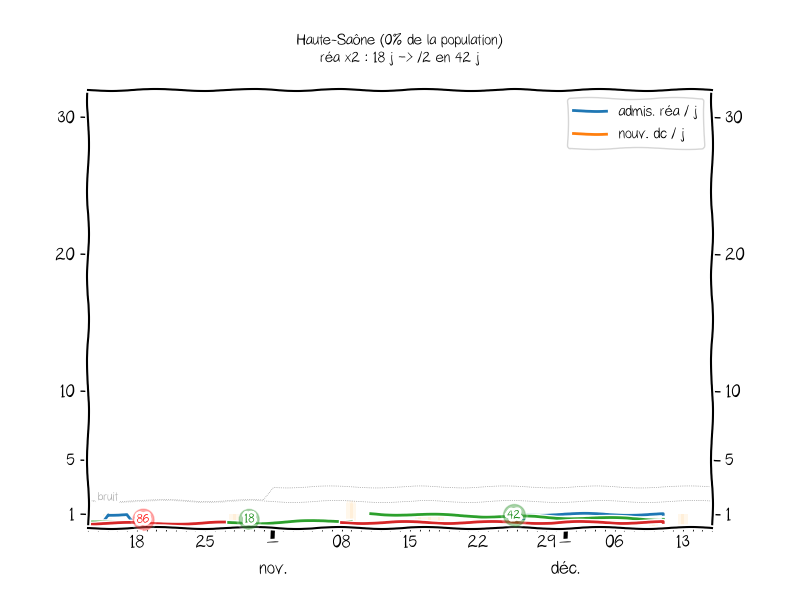 Haute-Saône (0% de la population)
réa x2 : 18 j -> /2 en 42 j
admis. réa / j
nouv. dc / j
30
30
20
20
10
10
5
5
bruit
1
1
86
18
42
18 25 1 08 15 22 29 1 06 13
nov. déc.